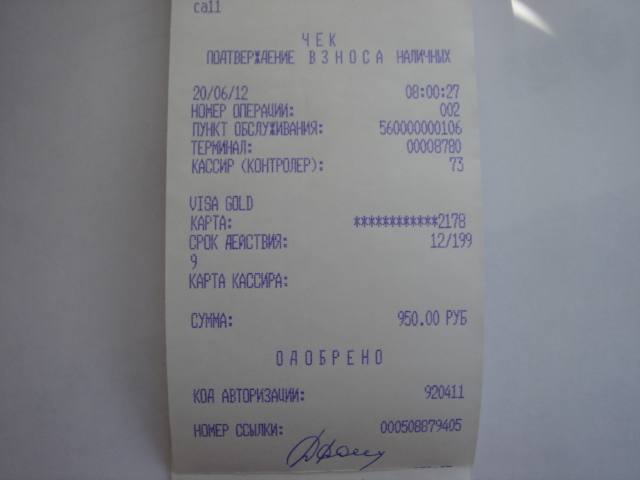 call
ЧЕК
ПОДТВЕРЖДЕНИЕ ВЗНОСА НАЛИЧНЫХ
20/06/12 08:00:27
НОМЕР ОПЕРАЦИИ: 002
ПУНКТ ОБСЛУЖИВАНИЯ: 560000000106
ТЕРМИНАЛ: 00008780
КАССИР (КОНТРОЛЕР): 73
VISA GOLD
КАРТА: ************2178
СРОК ДЕЙСТВИЯ: 12/199
9
КАРТА КАССИРА:
СУММА: 950.00 РУБ
ОДОБРЕНО
КОД АВТОРИЗАЦИИ: 920411
НОМЕР ССЫЛКИ: 000508879405